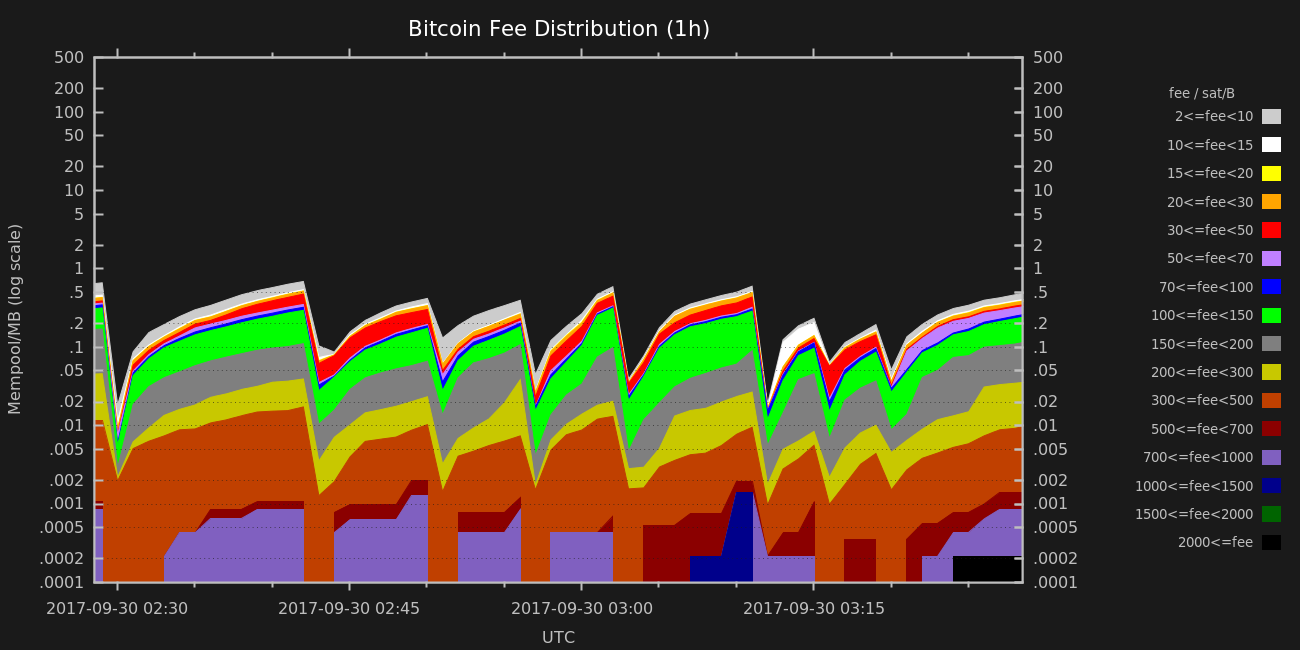 Bitcoin Fee Distribution (1h)
Mempool/MB (log scale)
500
200
100
50
20
10
5
2
1
.5
.2
.1
.05
.02
.01
.005
.002
.001
.0005
.0002
.0001
500
200
100
50
20
10
5
2
1
.5
.2
.1
.05
.02
.01
.005
.002
.001
.0005
.0002
.0001
fee / sat/B
2<=fee<10
10<=fee<15
15<=fee<20
20<=fee<30
30<=fee<50
50<=fee<70
70<=fee<100
100<=fee<150
150<=fee<200
200<=fee<300
300<=fee<500
500<=fee<700
700<=fee<1000
1000<=fee<1500
1500<=fee<2000
2000<=fee
2017-09-30 02:30 2017-09-30 02:45 2017-09-30 03:00 2017-09-30 03:15
UTC